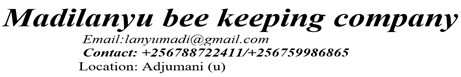 Madilanyu bee keeping company
Email:lanyumadi@gmail.com
Contact: +256788722411/+256759986865
Location: Adjumani (u)